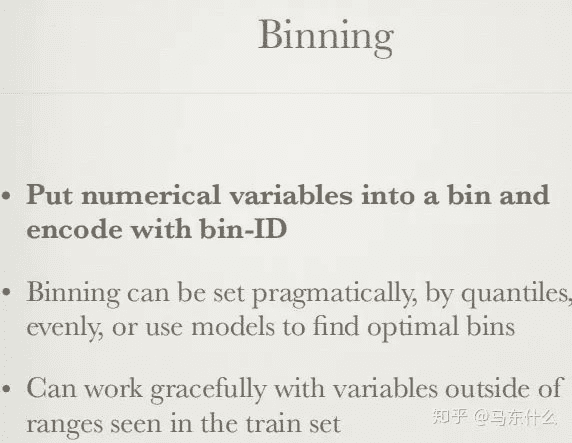 Binning
• Put numerical variables into a bin and
encode with bin-ID
• Binning can be set pragmatically, by quantiles,
evenly, or use models to find optimal bins
• Can work gracefully with variables outside of
ranges seen in the train set
知乎 @马东什么